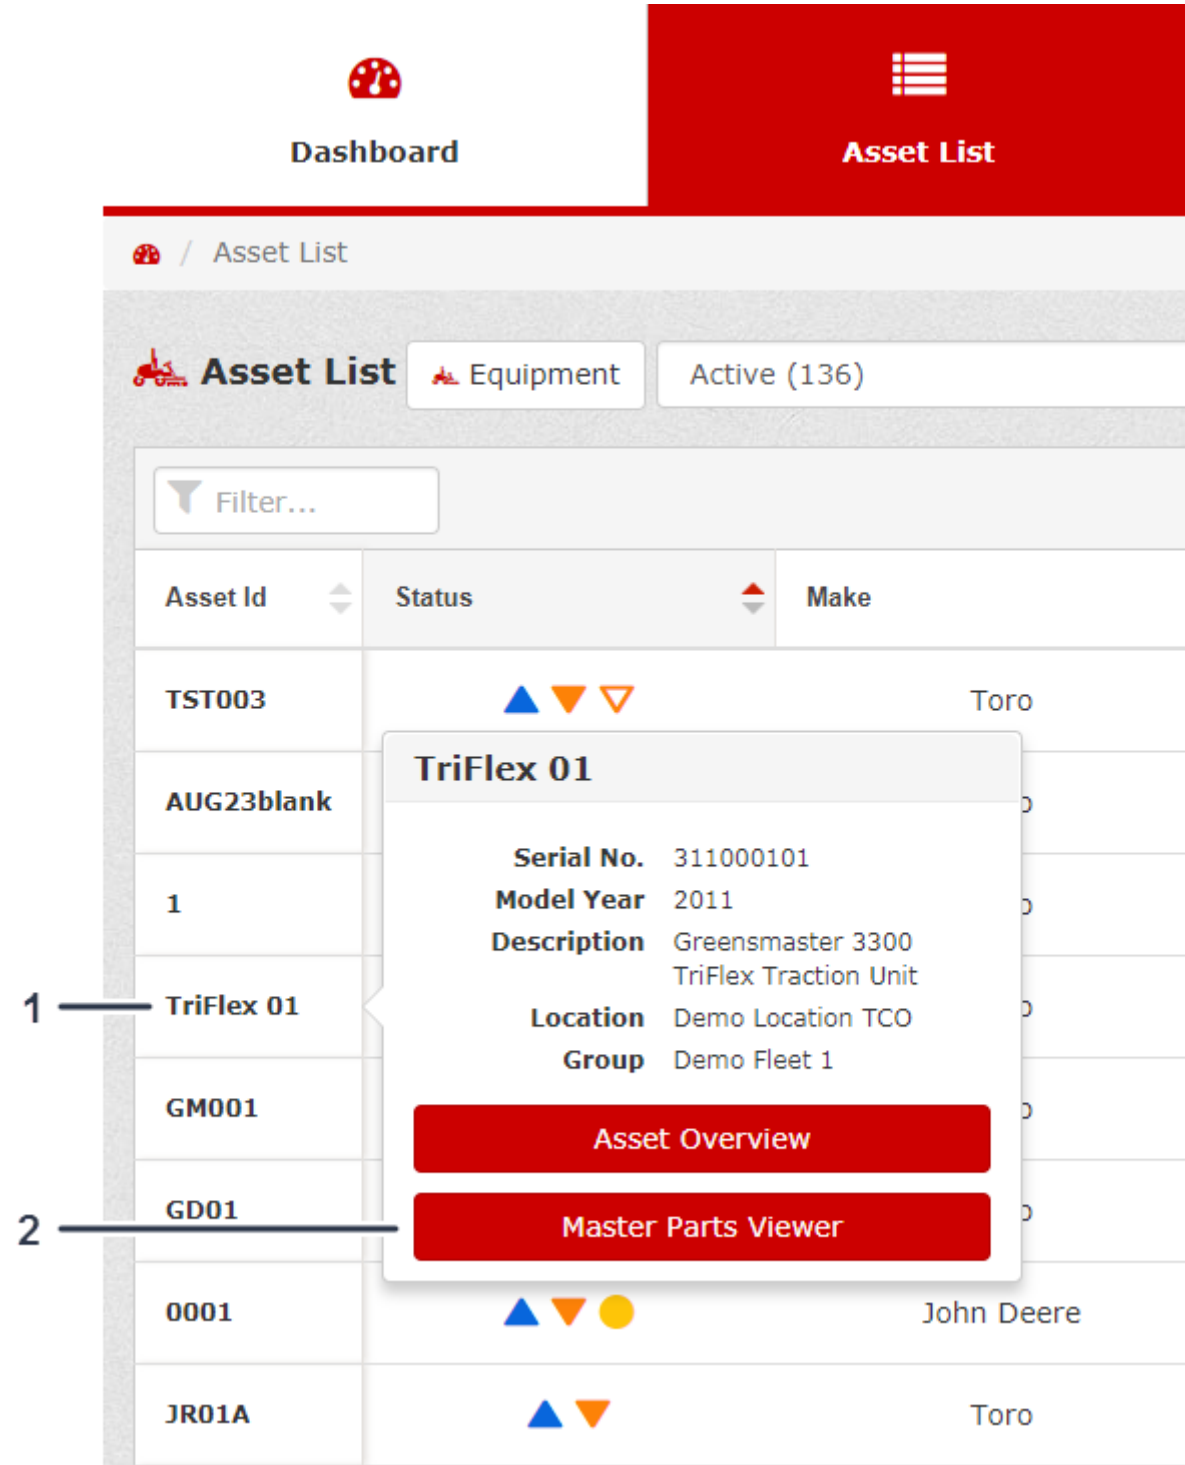 Dashboard
Asset List
/ Asset List
Asset List
Equipment
Active (136)
Filter...
Asset Id
Status
Make
TST003
Toro
AUG23blank
1
TriFlex 01
GM001
GD01
TriFlex 01
Serial No. 311000101
Model Year 2011
Description Greensmaster 3300
TriFlex Traction Unit
Location Demo Location TCO
Group Demo Fleet 1
Asset Overview
Master Parts Viewer
1
2
0001
John Deere
JR01A
Toro